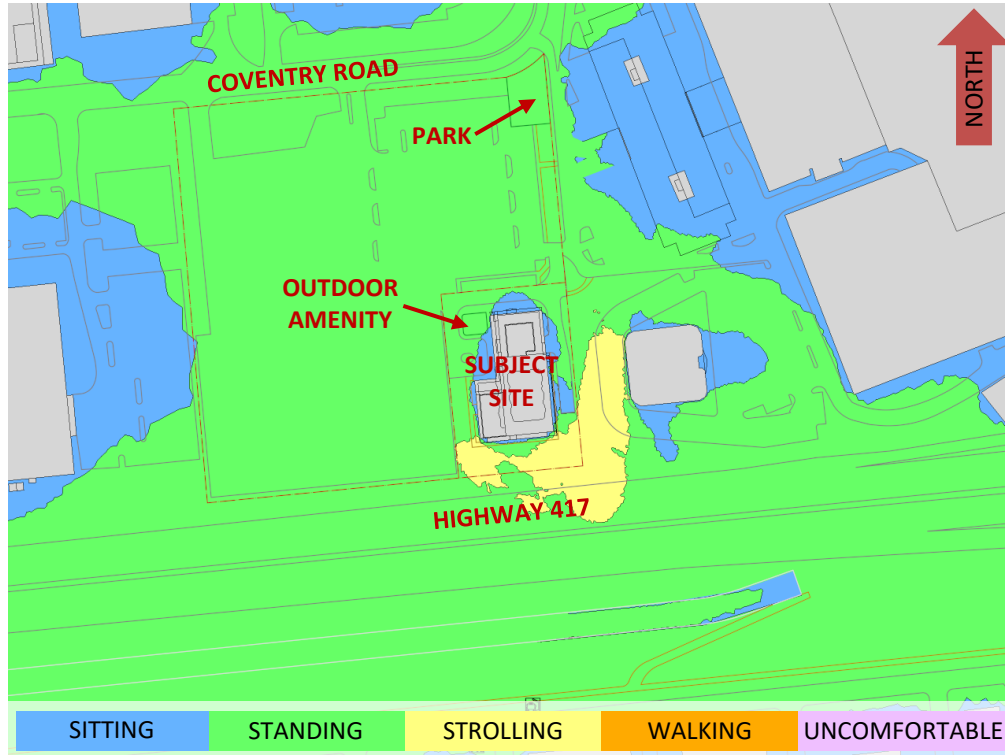 COVENTRY ROAD
NORTH
PARK
OUTDOOR
AMENITY
SUBJECT
SITE
HIGHWAY 417
SITTING
STANDING
STROLLING
WALKING
UNCOMFORTABLE